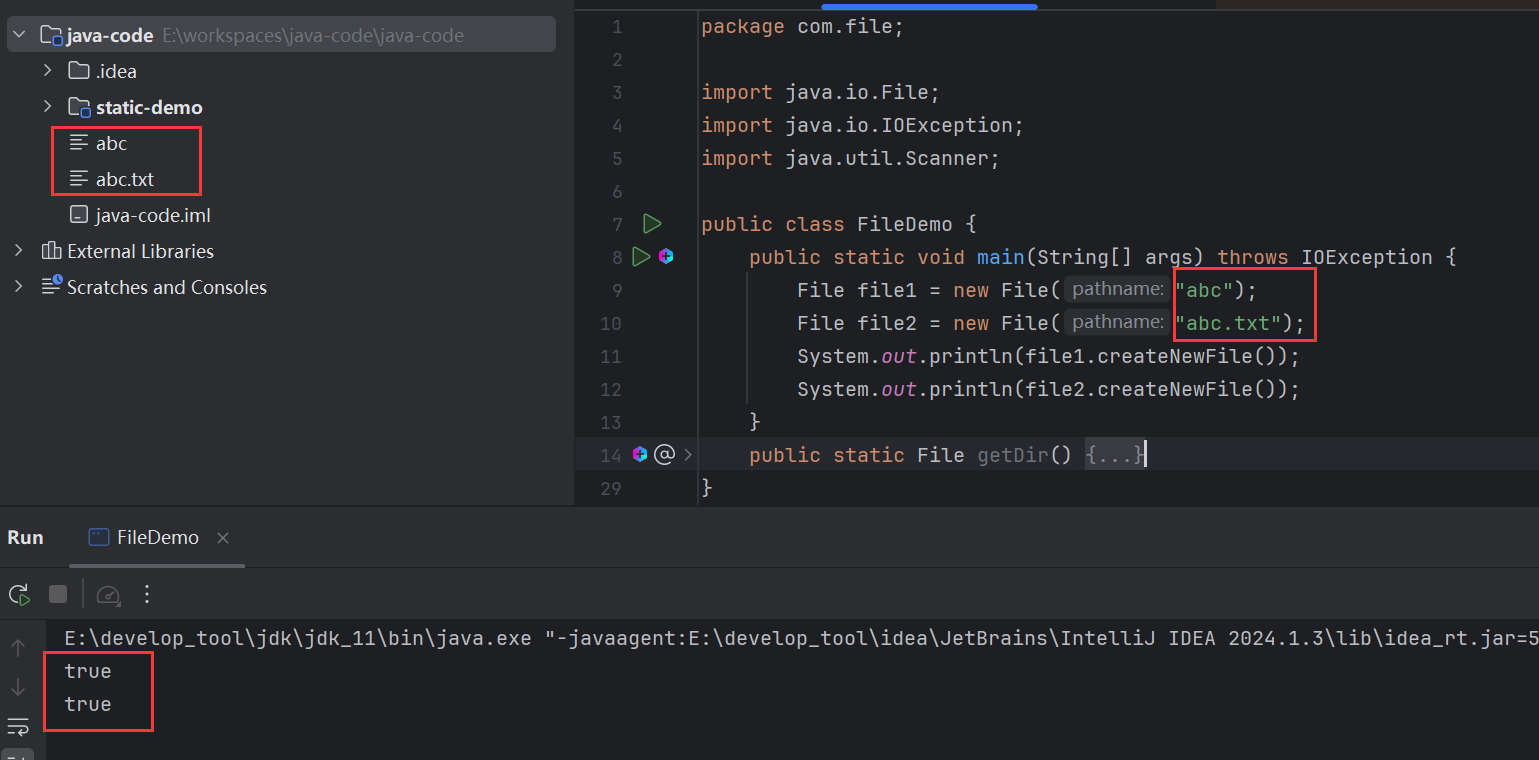 java-code E:\workspaces\java-code\java-code
.idea
static-demo
abc
abc.txt
java-code.iml
External Libraries
Scratches and Consoles
1 package com.file;
2
3 import java.io.File;
4 import java.io.IOException;
5 import java.util.Scanner;
6
7 public class FileDemo {
8 public static void main(String[] args) throws IOException {
9 File file1 = new File( pathname: "abc");
10 File file2 = new File( pathname: "abc.txt");
11 System.out.println(file1.createNewFile());
12 System.out.println(file2.createNewFile());
13 }
14 public static File getDir() {...}
29 }
Run FileDemo
E:\develop_tool\jdk\jdk_11\bin\java.exe "-javaagent:E:\develop_tool\idea\JetBrains\IntelliJ IDEA 2024.1.3\lib\idea_rt.jar=5
true
true